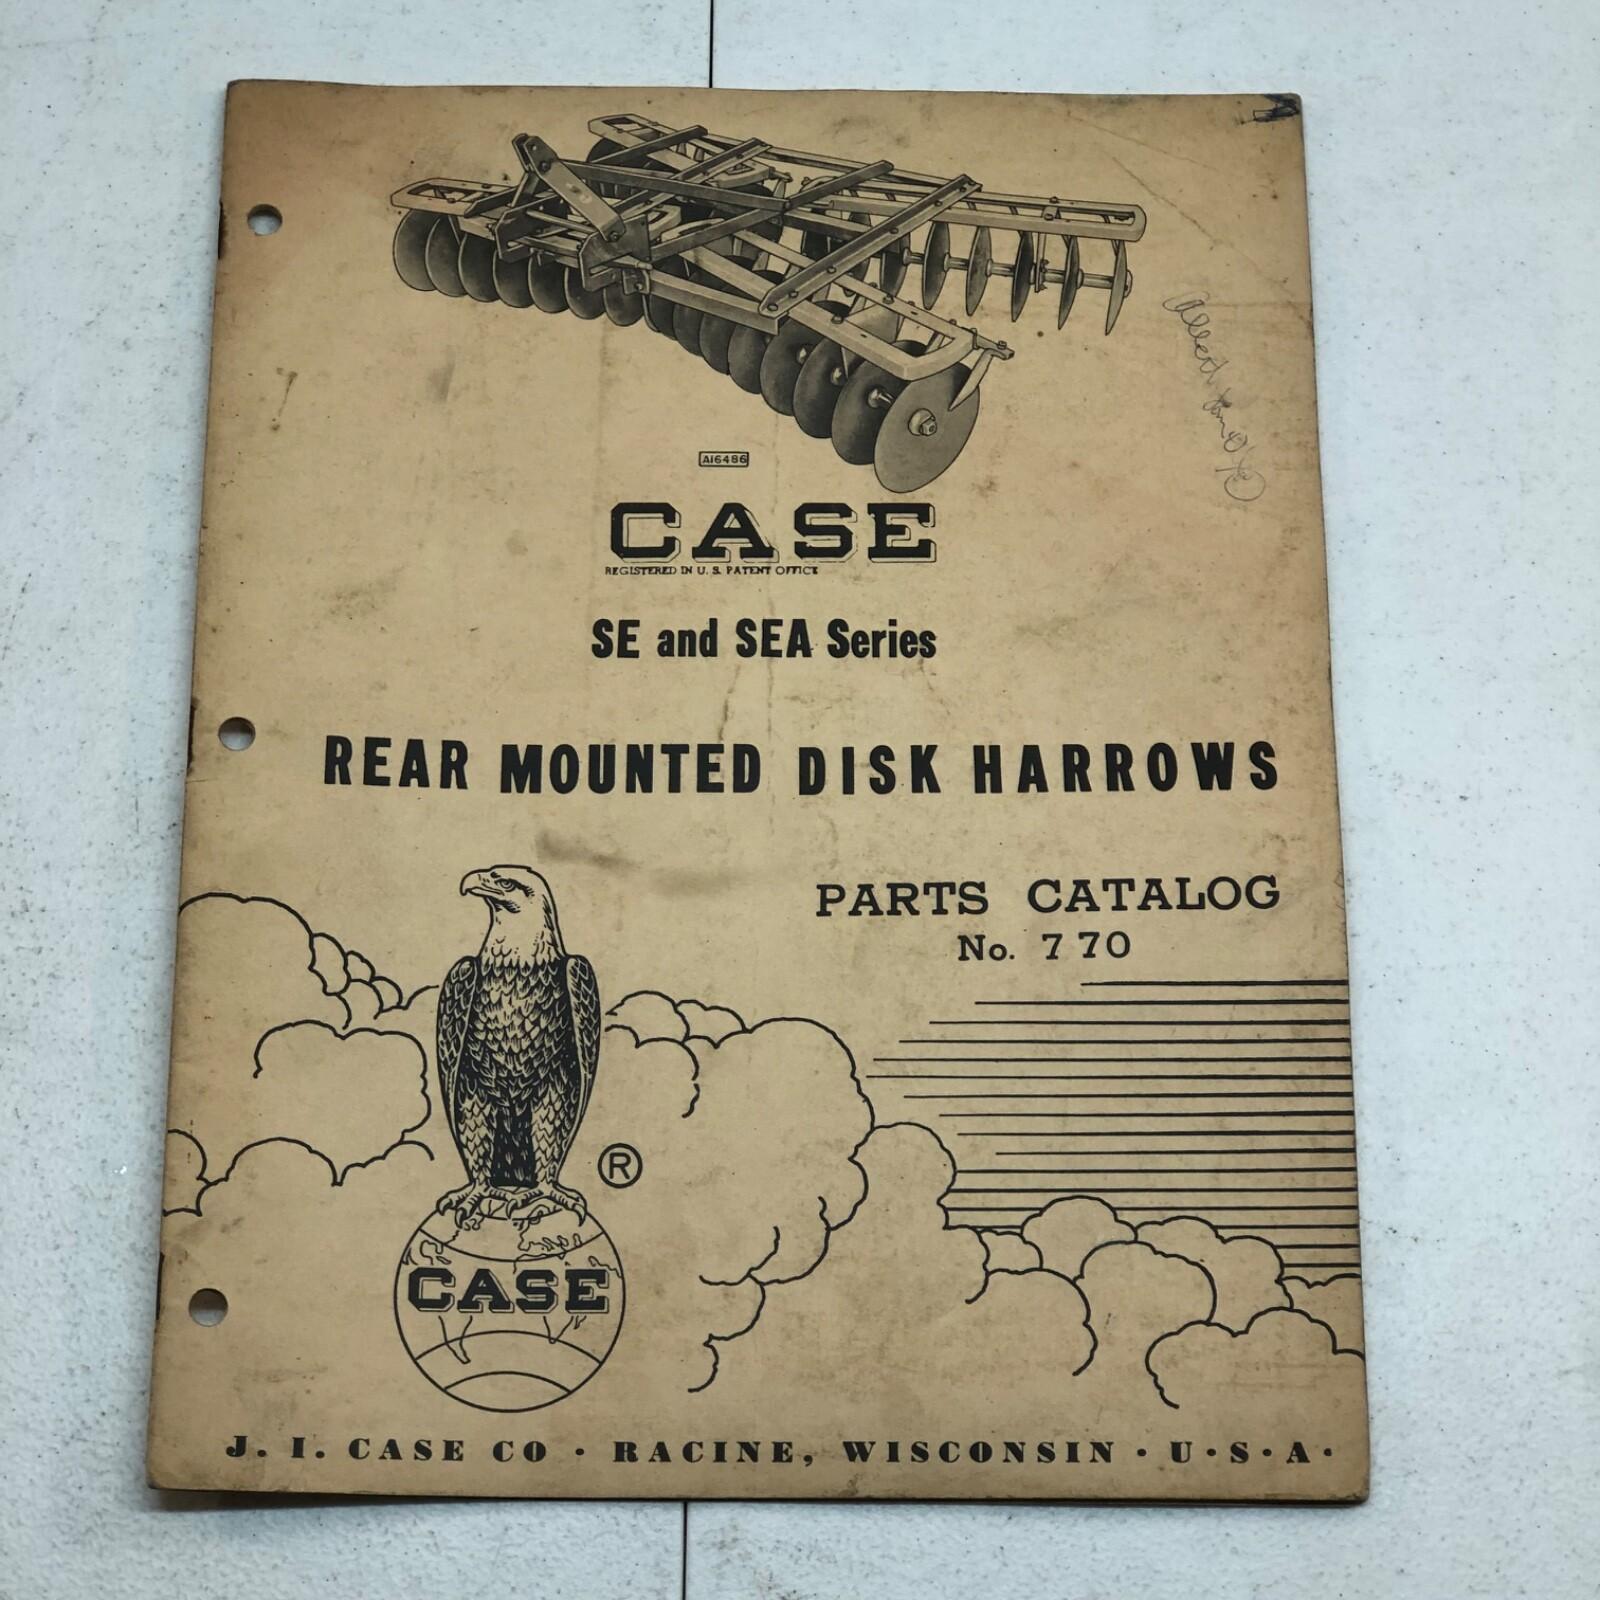 A16486
CASE
REGISTERED IN U. S. PATENT OFFICE
SE and SEA Series
REAR MOUNTED DISK HARROWS
PARTS CATALOG
No. 770
®
CASE
J. I. CASE CO · RACINE, WISCONSIN · U·S·A·